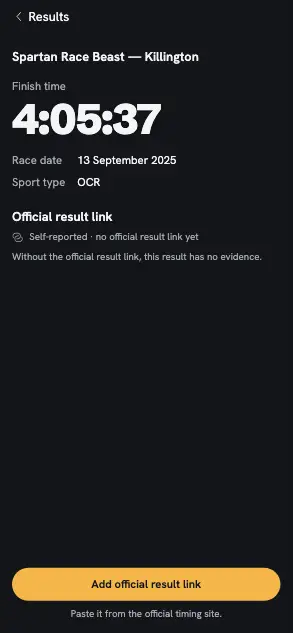 Results
Spartan Race Beast — Killington
Finish time
4:05:37
Race date 13 September 2025
Sport type OCR
Official result link
Self-reported · no official result link yet
Without the official result link, this result has no evidence.
Add official result link
Paste it from the official timing site.